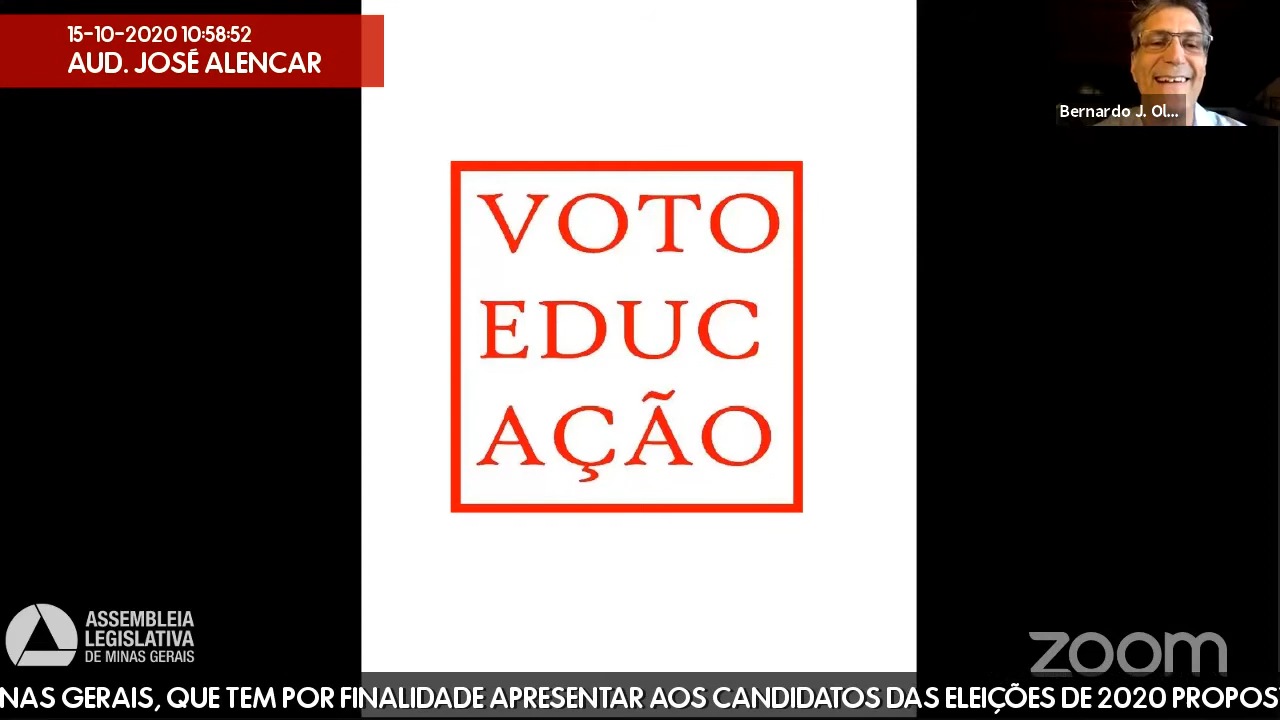 15-10-2020 10:58:52
AUD. JOSÉ ALENCAR
Bernardo J. Ol...
VOTO
EDUC
AÇÃO
ASSEMBLEIA
LEGISLATIVA
DE MINAS GERAIS
zoom
NAS GERAIS, QUE TEM POR FINALIDADE APRESENTAR AOS CANDIDATOS DAS ELEIÇÕES DE 2020 PROPOS